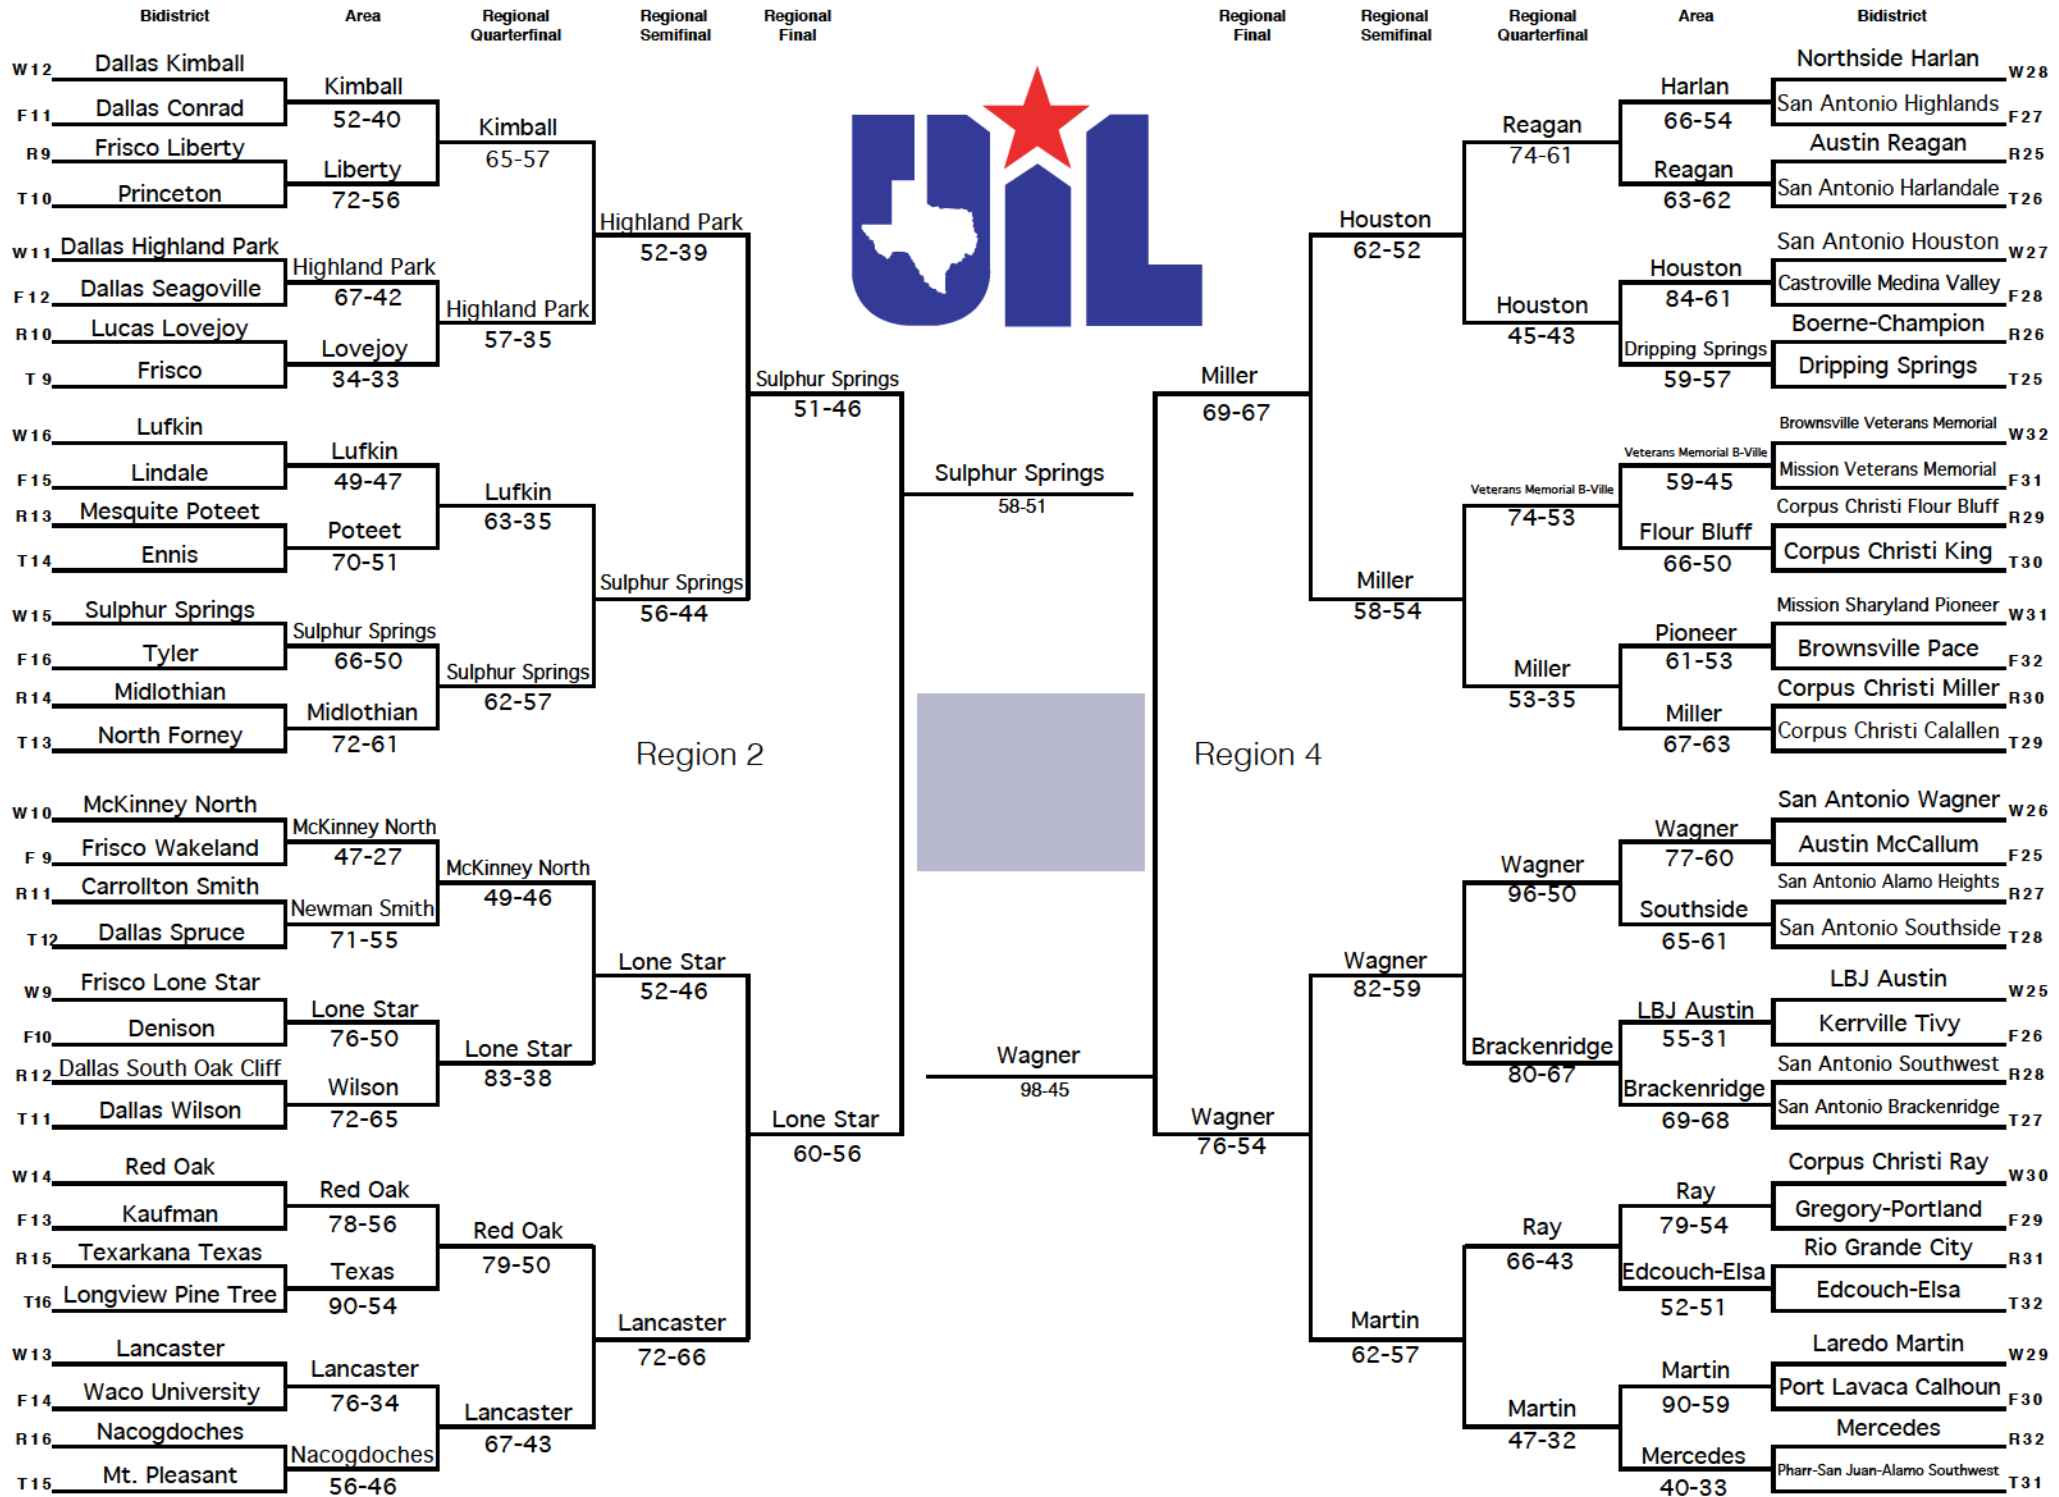 Bidistrict Area Regional Quarterfinal Regional Semifinal Regional Final
Regional Final Regional Semifinal Regional Quarterfinal Area Bidistrict
W12 Dallas Kimball
Kimball
F11 Dallas Conrad
52-40
Kimball
R9 Frisco Liberty
65-57
Liberty
T10 Princeton
72-56
Highland Park
52-39
W11 Dallas Highland Park
Highland Park
F12 Dallas Seagoville
67-42
Highland Park
R10 Lucas Lovejoy
57-35
Lovejoy
T9 Frisco
34-33
Sulphur Springs
51-46
W16 Lufkin
Lufkin
F15 Lindale
49-47
Lufkin
R13 Mesquite Poteet
63-35
Poteet
T14 Ennis
70-51
Sulphur Springs
56-44
W15 Sulphur Springs
Sulphur Springs
F16 Tyler
66-50
Sulphur Springs
R14 Midlothian
62-57
Midlothian
T13 North Forney
72-61
Region 2
Sulphur Springs
58-51
W10 McKinney North
McKinney North
F9 Frisco Wakeland
47-27
McKinney North
R11 Carrollton Smith
49-46
Newman Smith
T12 Dallas Spruce
71-55
Lone Star
52-46
W9 Frisco Lone Star
Lone Star
F10 Denison
76-50
Lone Star
R12 Dallas South Oak Cliff
83-38
Wilson
T11 Dallas Wilson
72-65
Lone Star
60-56
W14 Red Oak
Red Oak
F13 Kaufman
78-56
Red Oak
R15 Texarkana Texas
79-50
Texas
T16 Longview Pine Tree
90-54
Lancaster
72-66
W13 Lancaster
Lancaster
F14 Waco University
76-34
Lancaster
R16 Nacogdoches
67-43
Nacogdoches
T15 Mt. Pleasant
56-46
UIL
Northside Harlan W28
Harlan
San Antonio Highlands F27
66-54
Reagan
Austin Reagan R25
74-61
Reagan
San Antonio Harlandale T26
63-62
Houston
62-52
San Antonio Houston W27
Houston
Castroville Medina Valley F28
84-61
Houston
Boerne-Champion R26
45-43
Dripping Springs
Dripping Springs T25
59-57
Miller
69-67
Brownsville Veterans Memorial W32
Veterans Memorial B-Ville
Mission Veterans Memorial F31
59-45
Veterans Memorial B-Ville
Corpus Christi Flour Bluff R29
74-53
Flour Bluff
Corpus Christi King T30
66-50
Miller
58-54
Mission Sharyland Pioneer W31
Pioneer
Brownsville Pace F32
61-53
Miller
Corpus Christi Miller R30
53-35
Miller
Corpus Christi Calallen T29
67-63
Region 4
Wagner
98-45
San Antonio Wagner W26
Wagner
Austin McCallum F25
77-60
Wagner
San Antonio Alamo Heights R27
96-50
Southside
San Antonio Southside T28
65-61
Wagner
82-59
LBJ Austin W25
LBJ Austin
Kerrville Tivy F26
55-31
Brackenridge
San Antonio Southwest R28
80-67
Brackenridge
San Antonio Brackenridge T27
69-68
Wagner
76-54
Corpus Christi Ray W30
Ray
Gregory-Portland F29
79-54
Ray
Rio Grande City R31
66-43
Edcouch-Elsa
Edcouch-Elsa T32
52-51
Martin
62-57
Laredo Martin W29
Martin
Port Lavaca Calhoun F30
90-59
Martin
Mercedes R32
47-32
Mercedes
Pharr-San Juan-Alamo Southwest T31
40-33